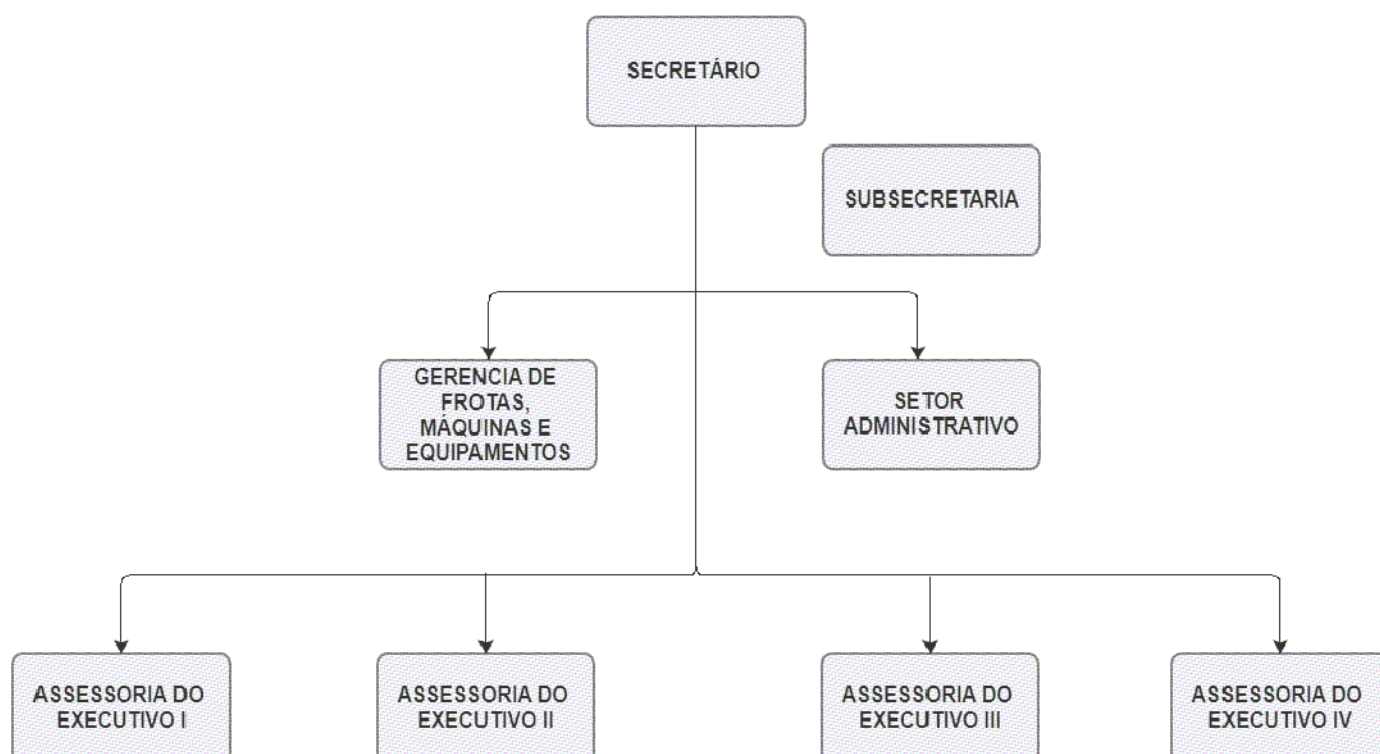 SECRETÁRIO
SUBSECRETARIA
GERENCIA DE
FROTAS,
MÁQUINAS E
EQUIPAMENTOS
SETOR
ADMINISTRATIVO
ASSESSORIA DO
EXECUTIVO I
ASSESSORIA DO
EXECUTIVO II
ASSESSORIA DO
EXECUTIVO III
ASSESSORIA DO
EXECUTIVO IV